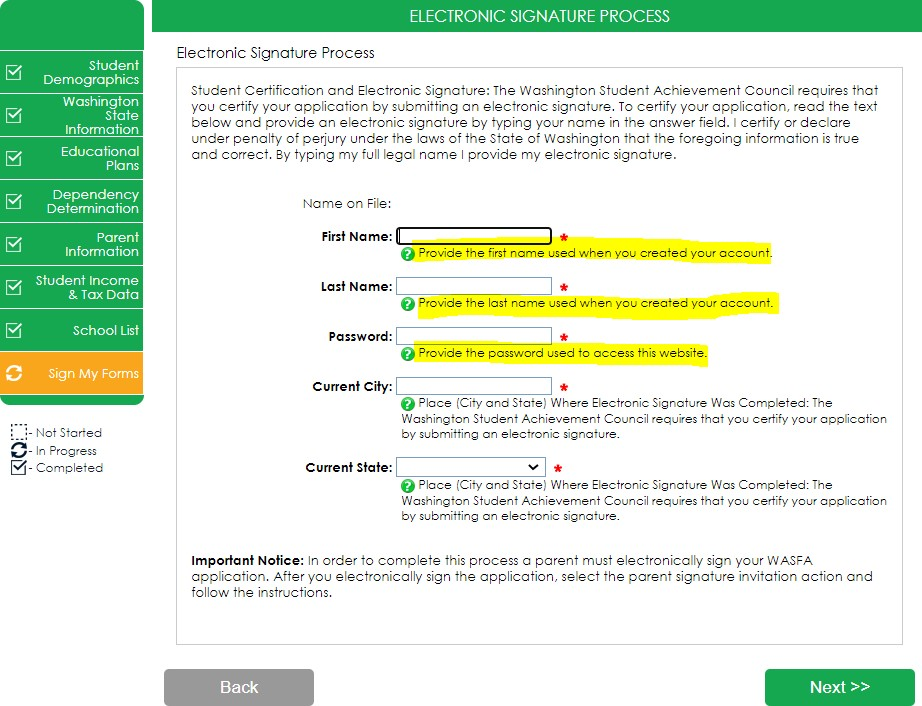 ELECTRONIC SIGNATURE PROCESS
Student
Demographics
Washington
State
Information
Educational
Plans
Dependency
Determination
Parent
Information
Student Income
& Tax Data
School List
Sign My Forms
- Not Started
- In Progress
- Completed
Electronic Signature Process
Student Certification and Electronic Signature: The Washington Student Achievement Council requires that
you certify your application by submitting an electronic signature. To certify your application, read the text
below and provide an electronic signature by typing your name in the answer field. I certify or declare
under penalty of perjury under the laws of the State of Washington that the foregoing information is true
and correct. By typing my full legal name I provide my electronic signature.
Name on File:
First Name: *
? Provide the first name used when you created your account.
Last Name: *
? Provide the last name used when you created your account.
Password: *
? Provide the password used to access this website.
Current City: *
? Place (City and State) Where Electronic Signature Was Completed: The
Washington Student Achievement Council requires that you certify your application
by submitting an electronic signature.
Current State: *
? Place (City and State) Where Electronic Signature Was Completed: The
Washington Student Achievement Council requires that you certify your application
by submitting an electronic signature.
Important Notice: In order to complete this process a parent must electronically sign your WASFA
application. After you electronically sign the application, select the parent signature invitation action and
follow the instructions.
Back
Next >>